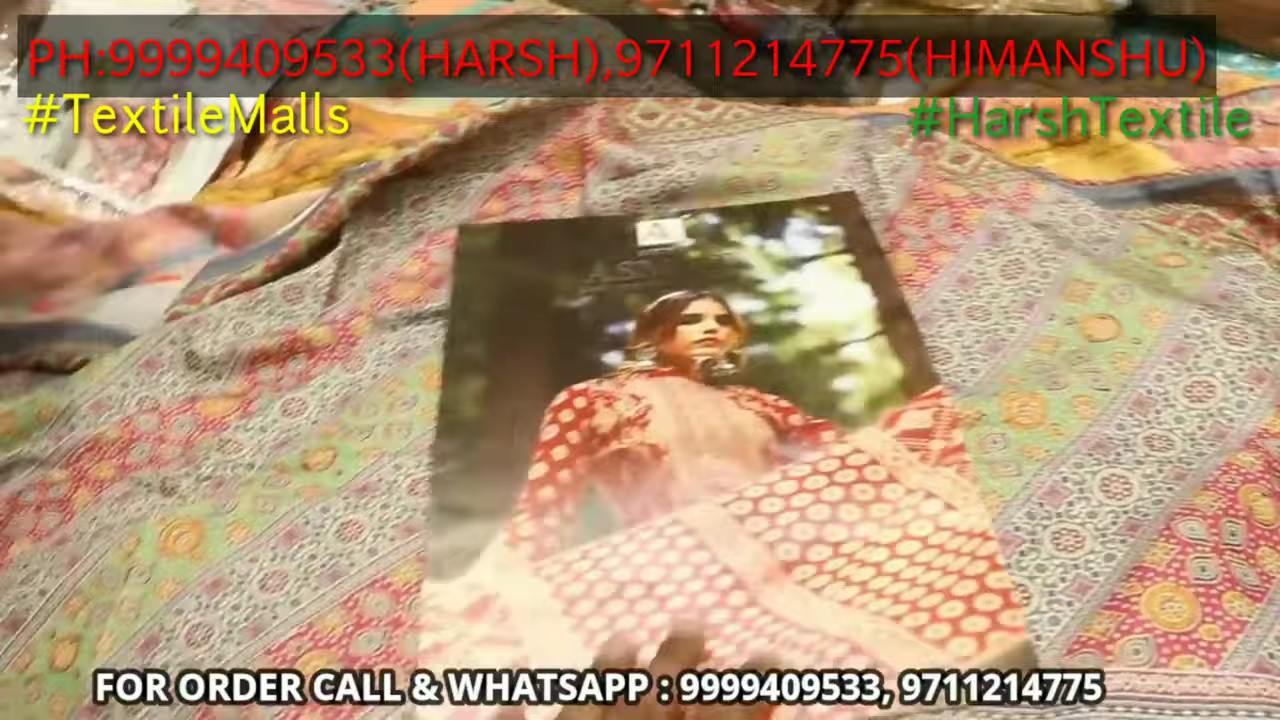 PH:9999409533(HARSH),9711214775(HIMANSHU)
#TextileMalls
#HarshTextile
FOR ORDER CALL & WHATSAPP : 9999409533, 9711214775